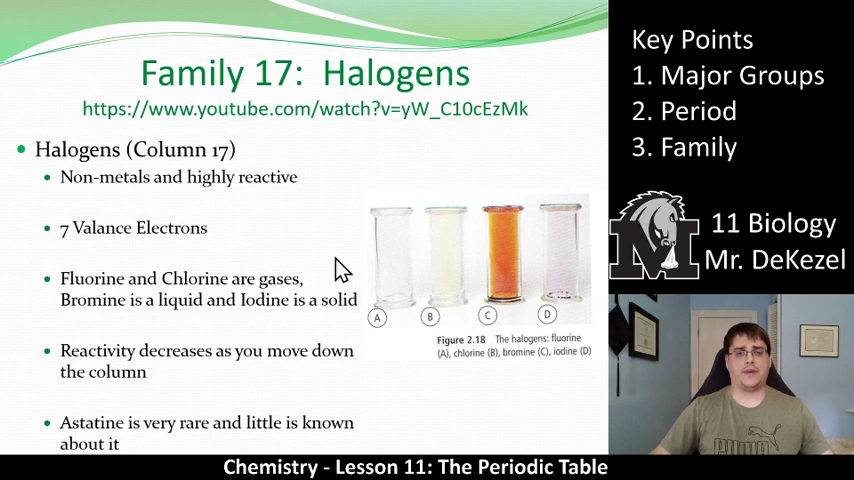 Family 17:  Halogens
https://www.youtube.com/watch?v=yW_C10cEzMk
• Halogens (Column 17)
• Non-metals and highly reactive
• 7 Valance Electrons
• Fluorine and Chlorine are gases,
Bromine is a liquid and Iodine is a solid
• Reactivity decreases as you move down
the column
• Astatine is very rare and little is known
about it
A
B
C
D
Figure 2.18 The halogens: fluorine
(A), chlorine (B), bromine (C), iodine (D)
Key Points
1. Major Groups
2. Period
3. Family
M
11 Biology
Mr. DeKezel
PUMA
Chemistry - Lesson 11: The Periodic Table